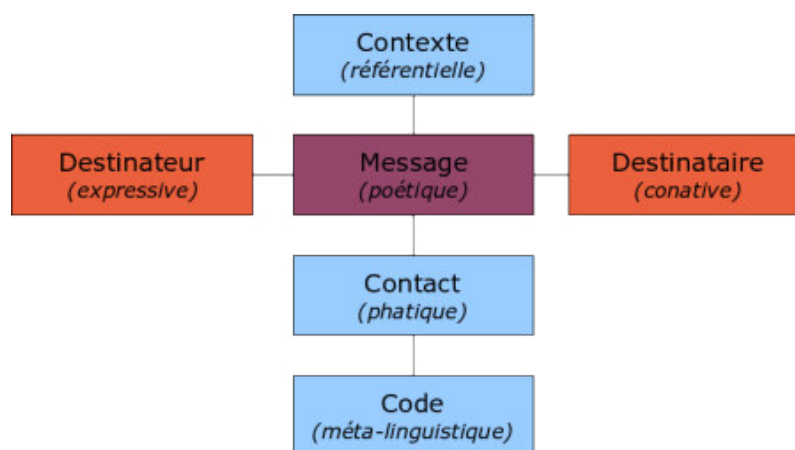 Contexte
(référentielle)
Destinateur
(expressive)
Message
(poétique)
Destinataire
(conative)
Contact
(phatique)
Code
(méta-linguistique)